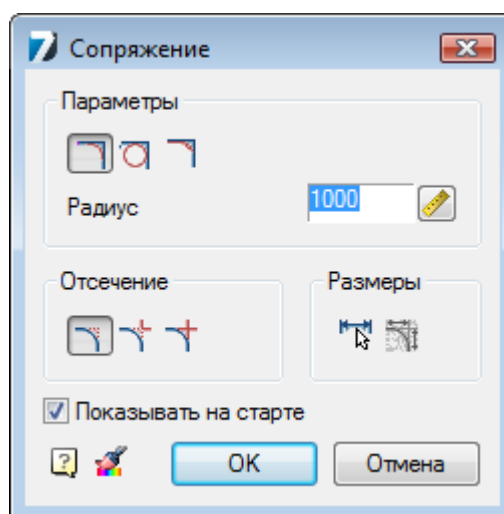 Сопряжение
Параметры
Радиус
1000
Отсечение
Размеры
Показывать на старте
?
OK
Отмена